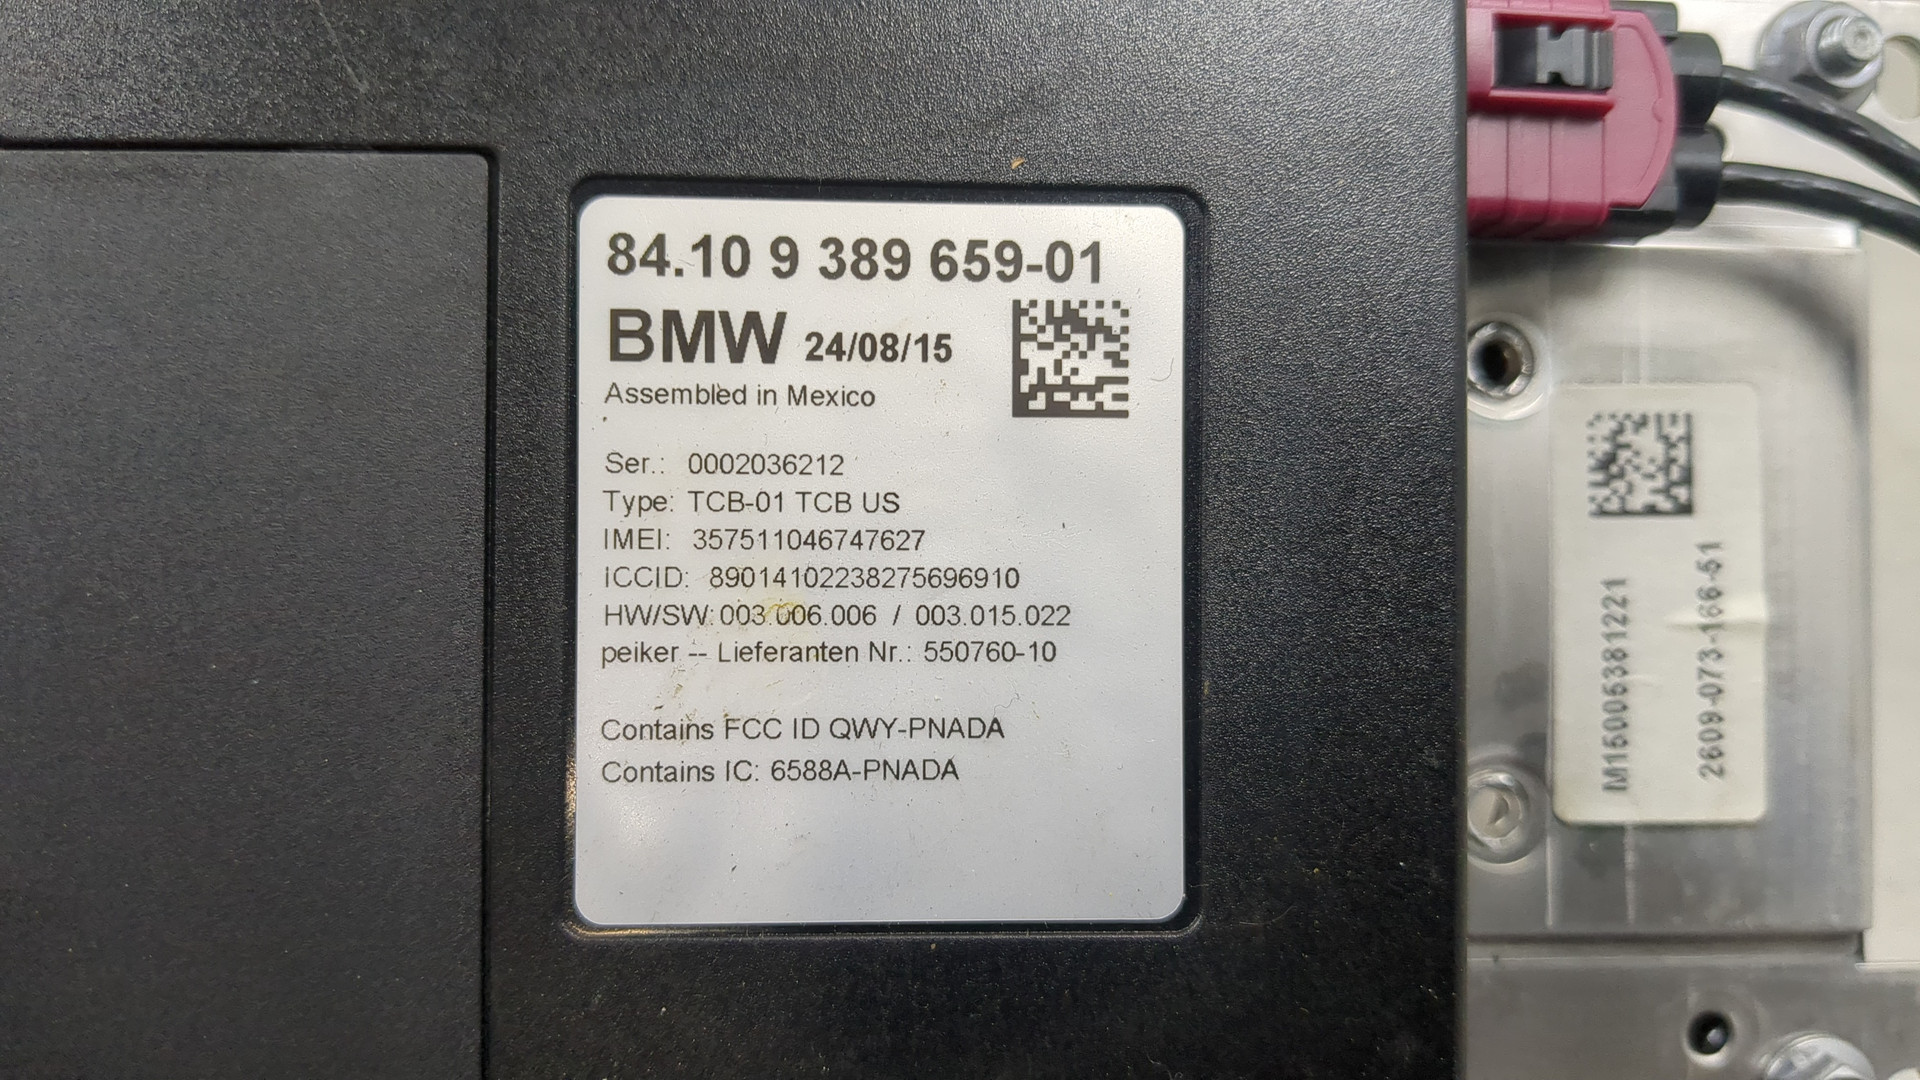 84.10 9 389 659-01
BMW 24/08/15
Assembled in Mexico
Ser.: 0002036212
Type: TCB-01 TCB US
IMEI: 357511046747627
ICCID: 89014102238275696910
HW/SW: 003.006.006 / 003.015.022
peiker -- Lieferanten Nr.: 550760-10
Contains FCC ID QWY-PNADA
Contains IC: 6588A-PNADA
M15005381221
2609-073-166-51